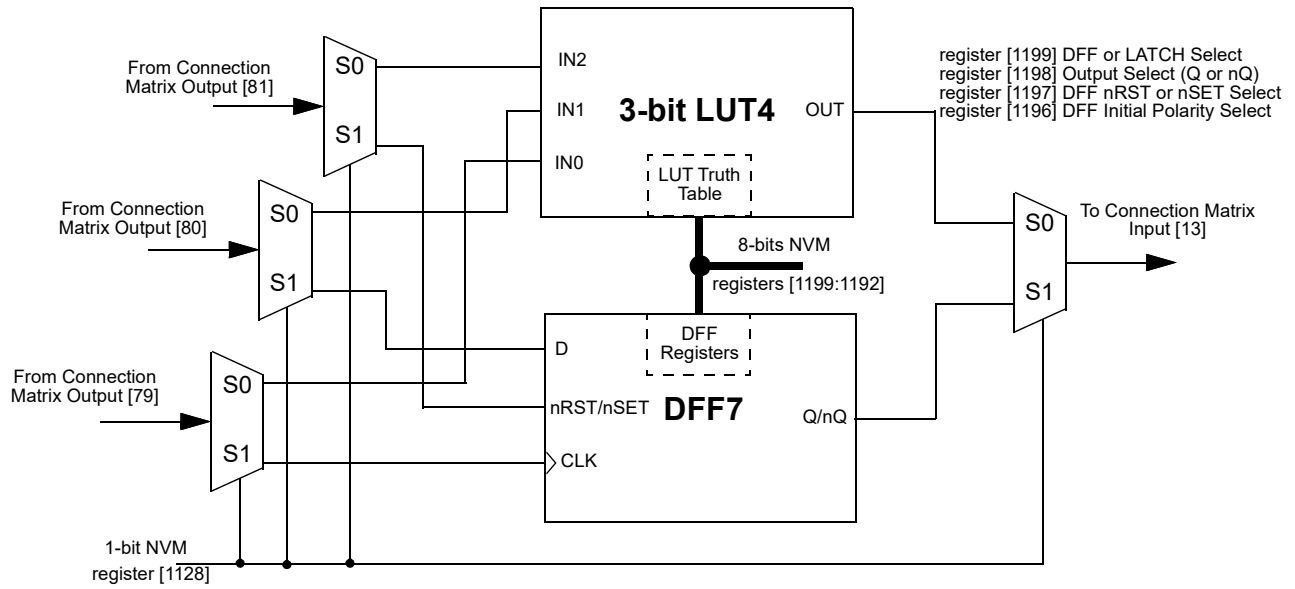 From Connection
Matrix Output [81]
S0
S1
From Connection
Matrix Output [80]
S0
S1
From Connection
Matrix Output [79]
S0
S1
1-bit NVM
register [1128]
IN2
IN1
IN0
3-bit LUT4
OUT
LUT Truth
Table
8-bits NVM
registers [1199:1192]
DFF
Registers
D
nRST/nSET
DFF7
CLK
Q/nQ
register [1199] DFF or LATCH Select
register [1198] Output Select (Q or nQ)
register [1197] DFF nRST or nSET Select
register [1196] DFF Initial Polarity Select
S0
S1
To Connection Matrix
Input [13]